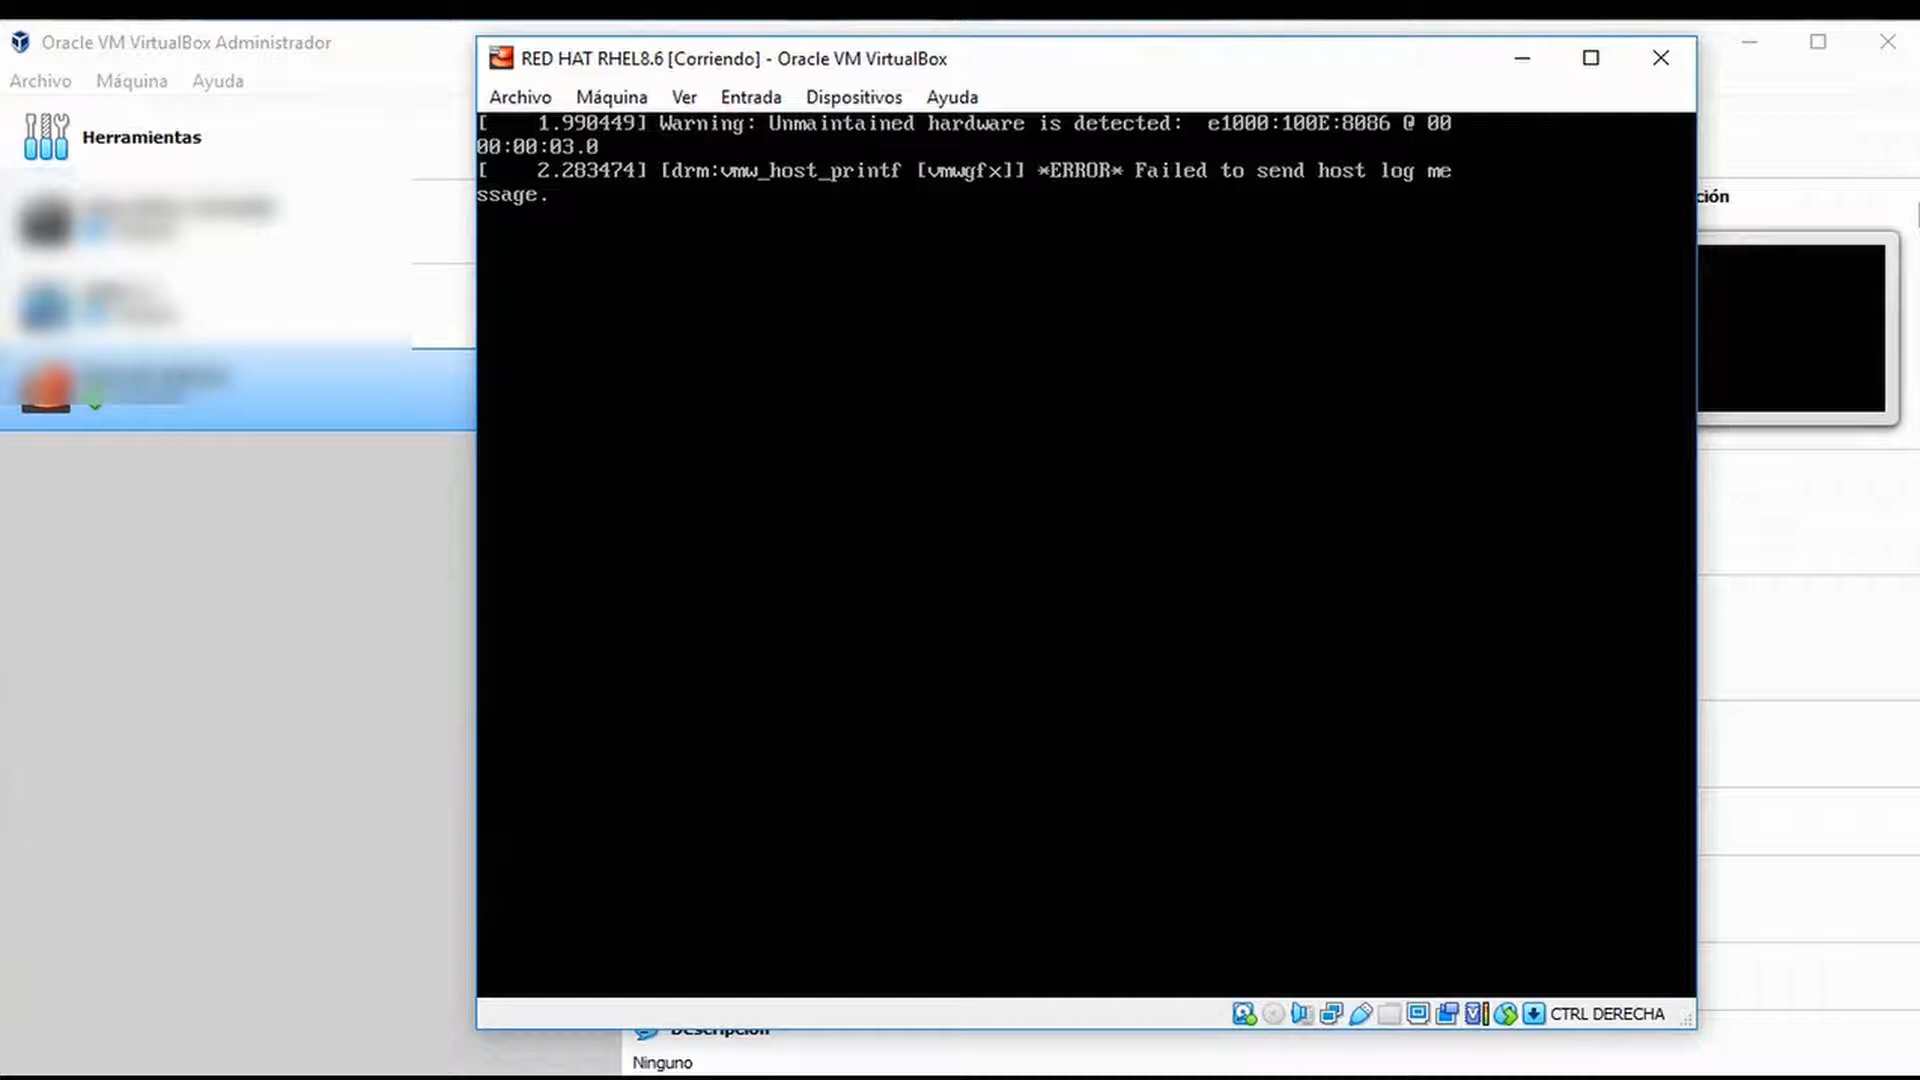 Oracle VM VirtualBox Administrador
Archivo Máquina Ayuda
Herramientas
RED HAT RHEL8.6 [Corriendo] - Oracle VM VirtualBox
Archivo Máquina Ver Entrada Dispositivos Ayuda
[    1.990449] Warning: Unmaintained hardware is detected:  e1000:100E:8086 @ 00
00:00:03.0
[    2.283474] [drm:vmw_host_printf [vmwgfx]] *ERROR* Failed to send host log me
ssage.
ción
CTRL DERECHA
Descripción
Ninguno